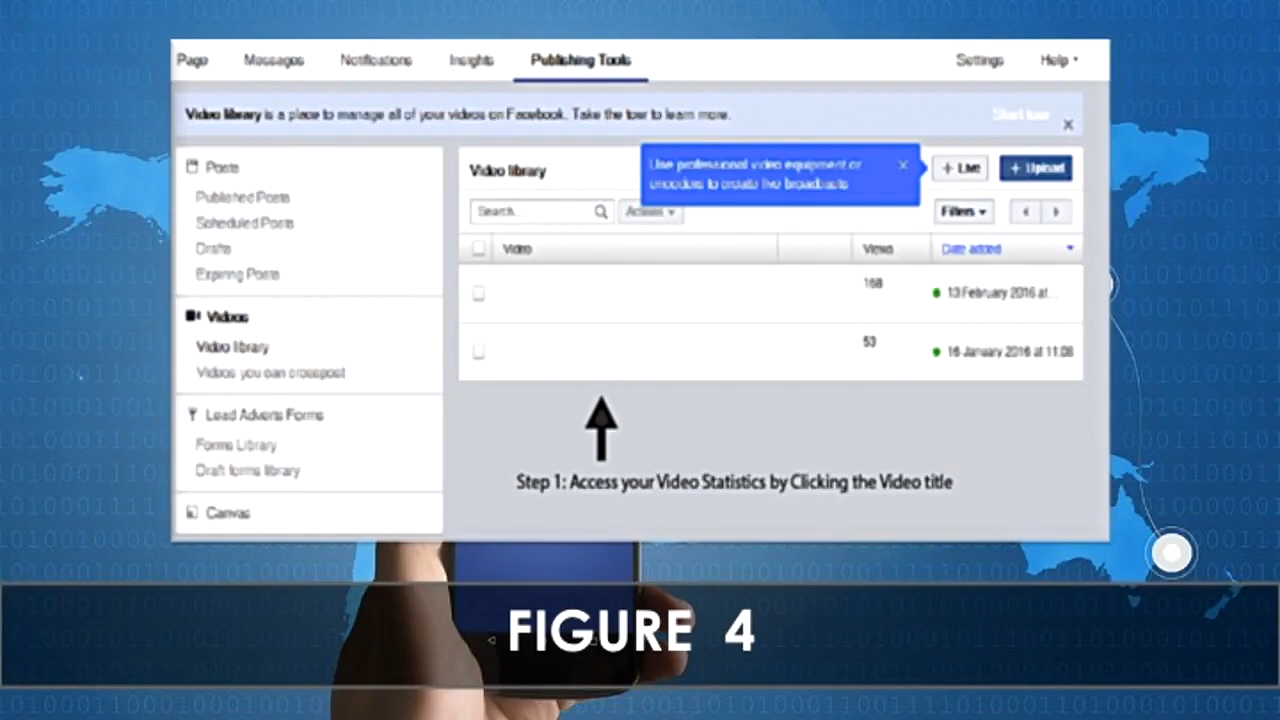 Page Messages Notifications Insights Publishing Tools Settings Help
Video library is a place to manage all of your videos on Facebook. Take the tour to learn more. Start tour X
Posts
Published Posts
Scheduled Posts
Drafts
Expiring Posts
Videos
Video library
Videos you can crosspost
Lead Adverts Forms
Forms Library
Draft forms library
Canvas
Video library
Use professional video equipment or
encoders to create live broadcasts
+ Live + Upload
Search... Actions Filters
Video Views Date added
168 13 February 2016 at...
53 16 January 2016 at 11:08
Step 1: Access your Video Statistics by Clicking the Video title
FIGURE 4